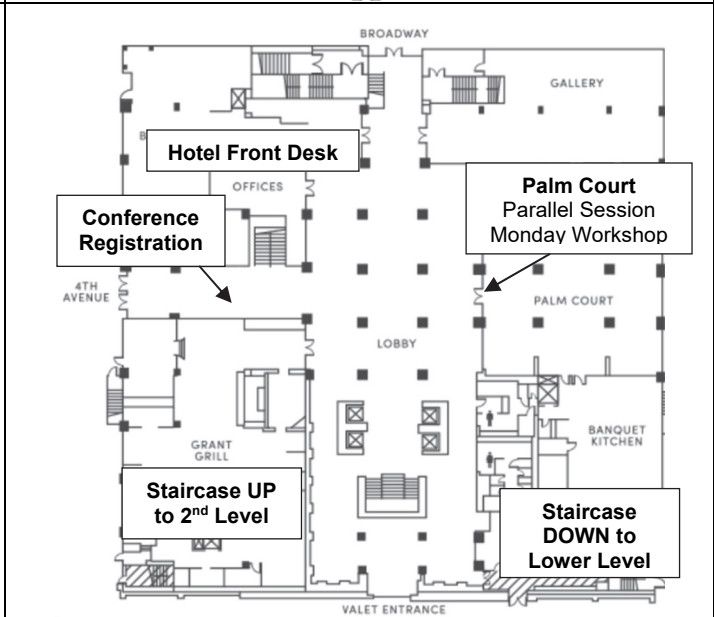 BROADWAY
GALLERY
B
Hotel Front Desk
OFFICES
Palm Court
Parallel Session
Monday Workshop
Conference
Registration
4TH
AVENUE
PALM COURT
LOBBY
GRANT
GRILL
BANQUET
KITCHEN
Staircase UP
to 2nd Level
Staircase
DOWN to
Lower Level
VALET ENTRANCE